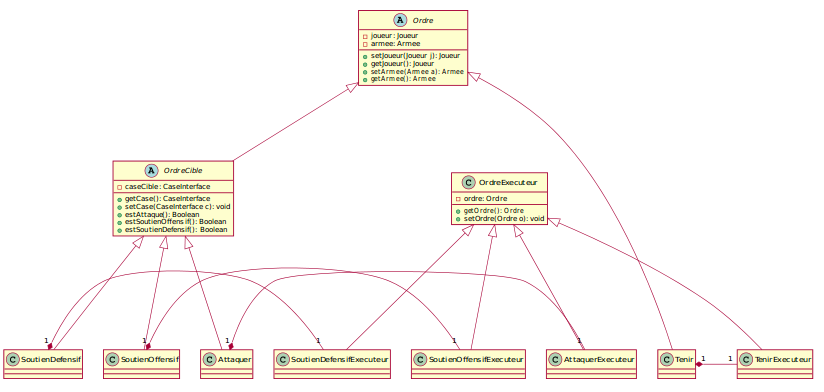 A Ordre
joueur: Joueur
armee: Armee
setJoueur(Joueur j): Joueur
getJoueur(): Joueur
setArmee(Armee a): Armee
getArmee(): Armee
A OrdreCible
caseCible: CaseInterface
getCase(): CaseInterface
setCase(CaseInterface c): void
estAttaque(): Boolean
estSoutienOffensif(): Boolean
estSoutienDefensif(): Boolean
C OrdreExecuteur
ordre: Ordre
getOrdre(): Ordre
setOrdre(Ordre o): void
1 1 1 1 1 1
C SoutienDefensif
C SoutienOffensif
C Attaquer
C SoutienDefensifExecuteur
C SoutienOffensifExecuteur
C AttaquerExecuteur
C Tenir
1 1
C TenirExecuteur